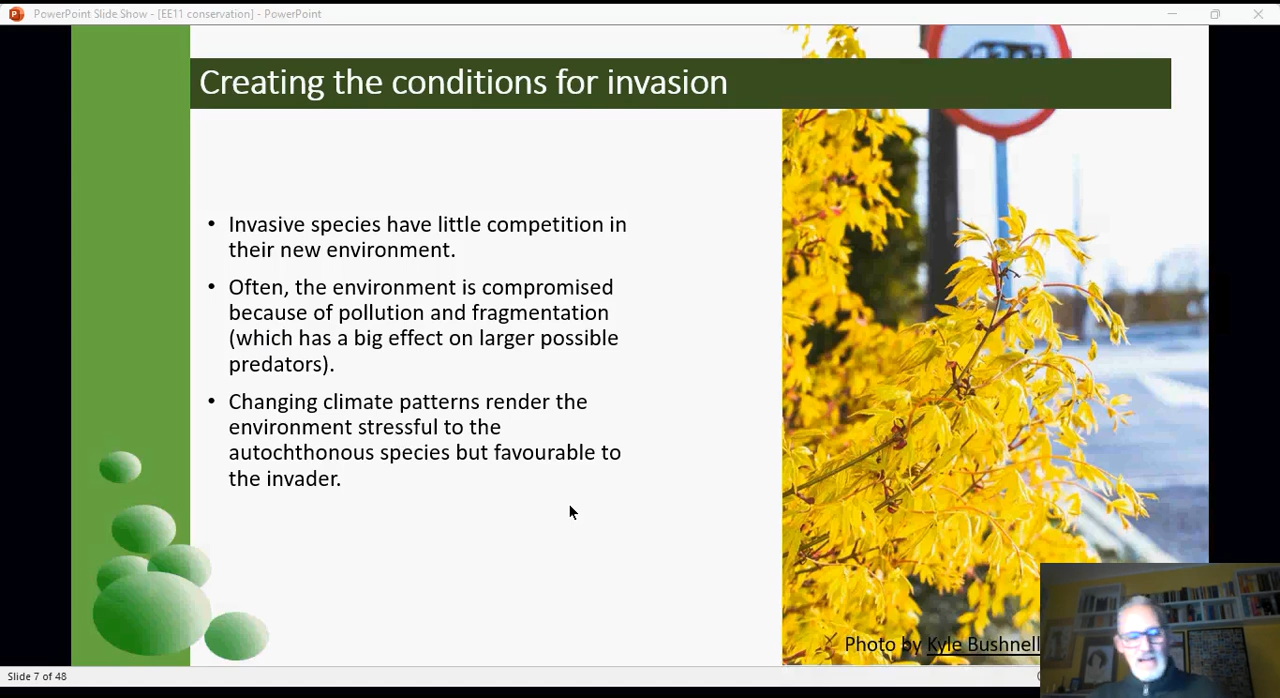 PowerPoint Slide Show - [EE11 conservation] - PowerPoint
Creating the conditions for invasion
• Invasive species have little competition in
their new environment.
• Often, the environment is compromised
because of pollution and fragmentation
(which has a big effect on larger possible
predators).
• Changing climate patterns render the
environment stressful to the
autochthonous species but favourable to
the invader.
Photo by Kyle Bushnell
Slide 7 of 48